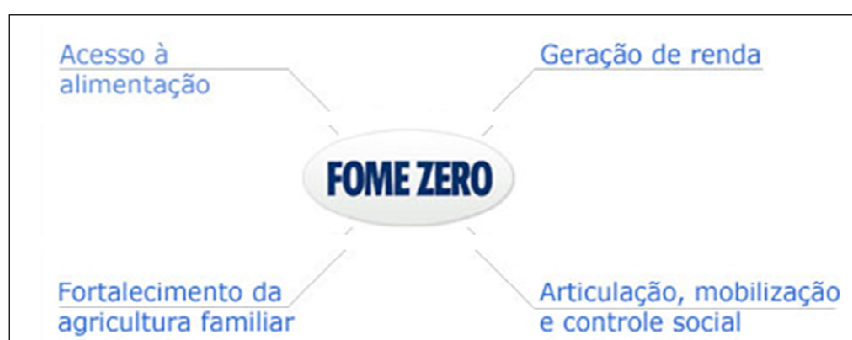 Acesso à
alimentação
Geração de renda
FOME ZERO
Fortalecimento da
agricultura familiar
Articulação, mobilização
e controle social